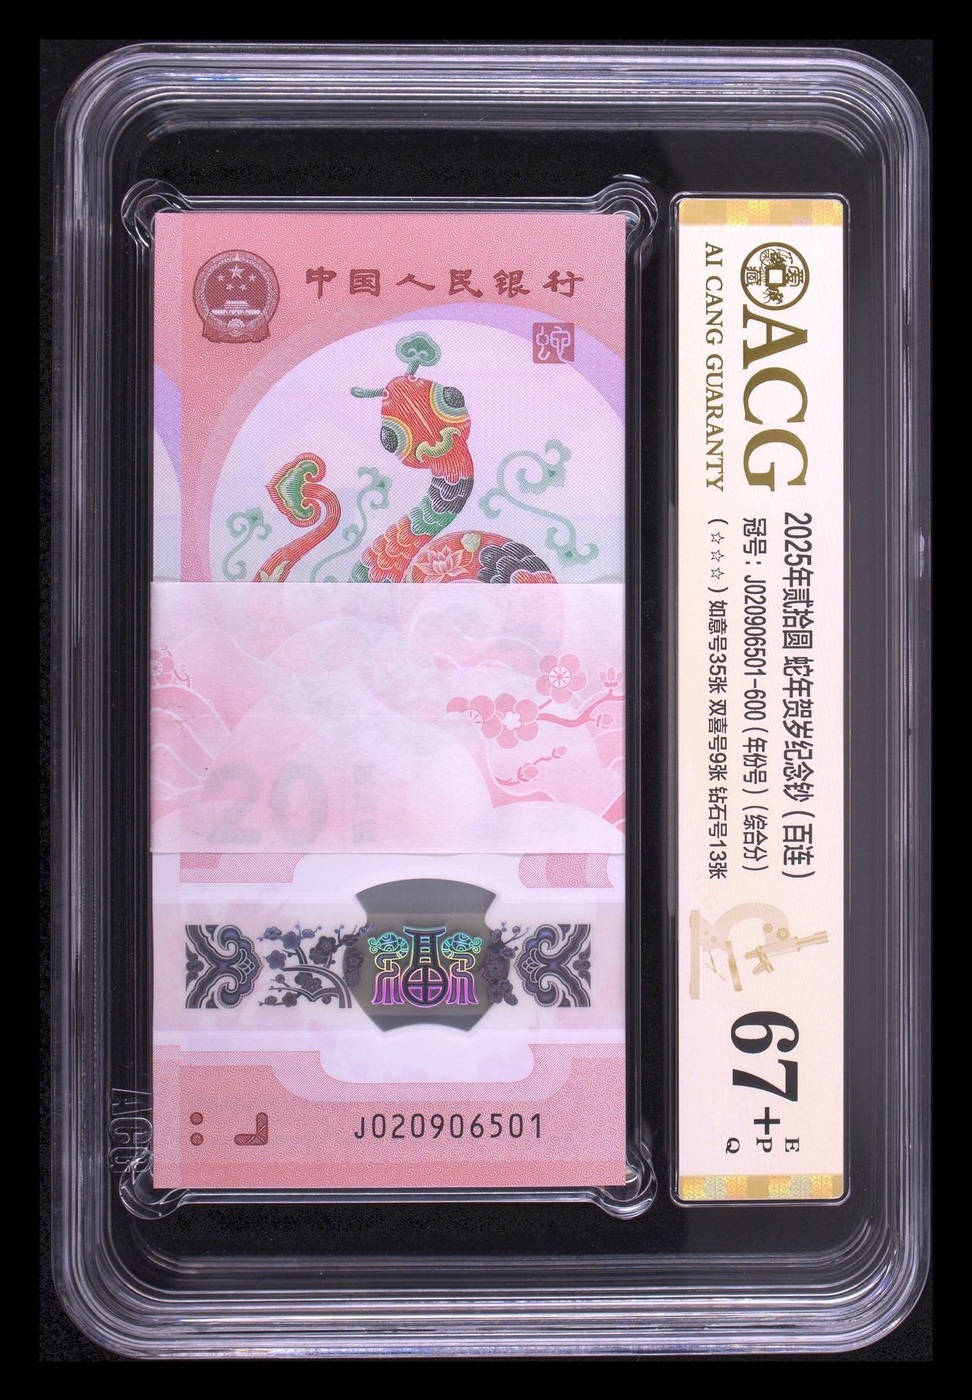 中国人民银行
蛇
20
J020906501
ACG
AI CANG GUARANTY
2025年贰拾圆 蛇年贺岁纪念钞（百连）
冠号：J020906501-600（年份号）（综合分）
（☆☆☆）如意号35张 双喜号9张 钻石号13张
67+
E
P
Q
ACG